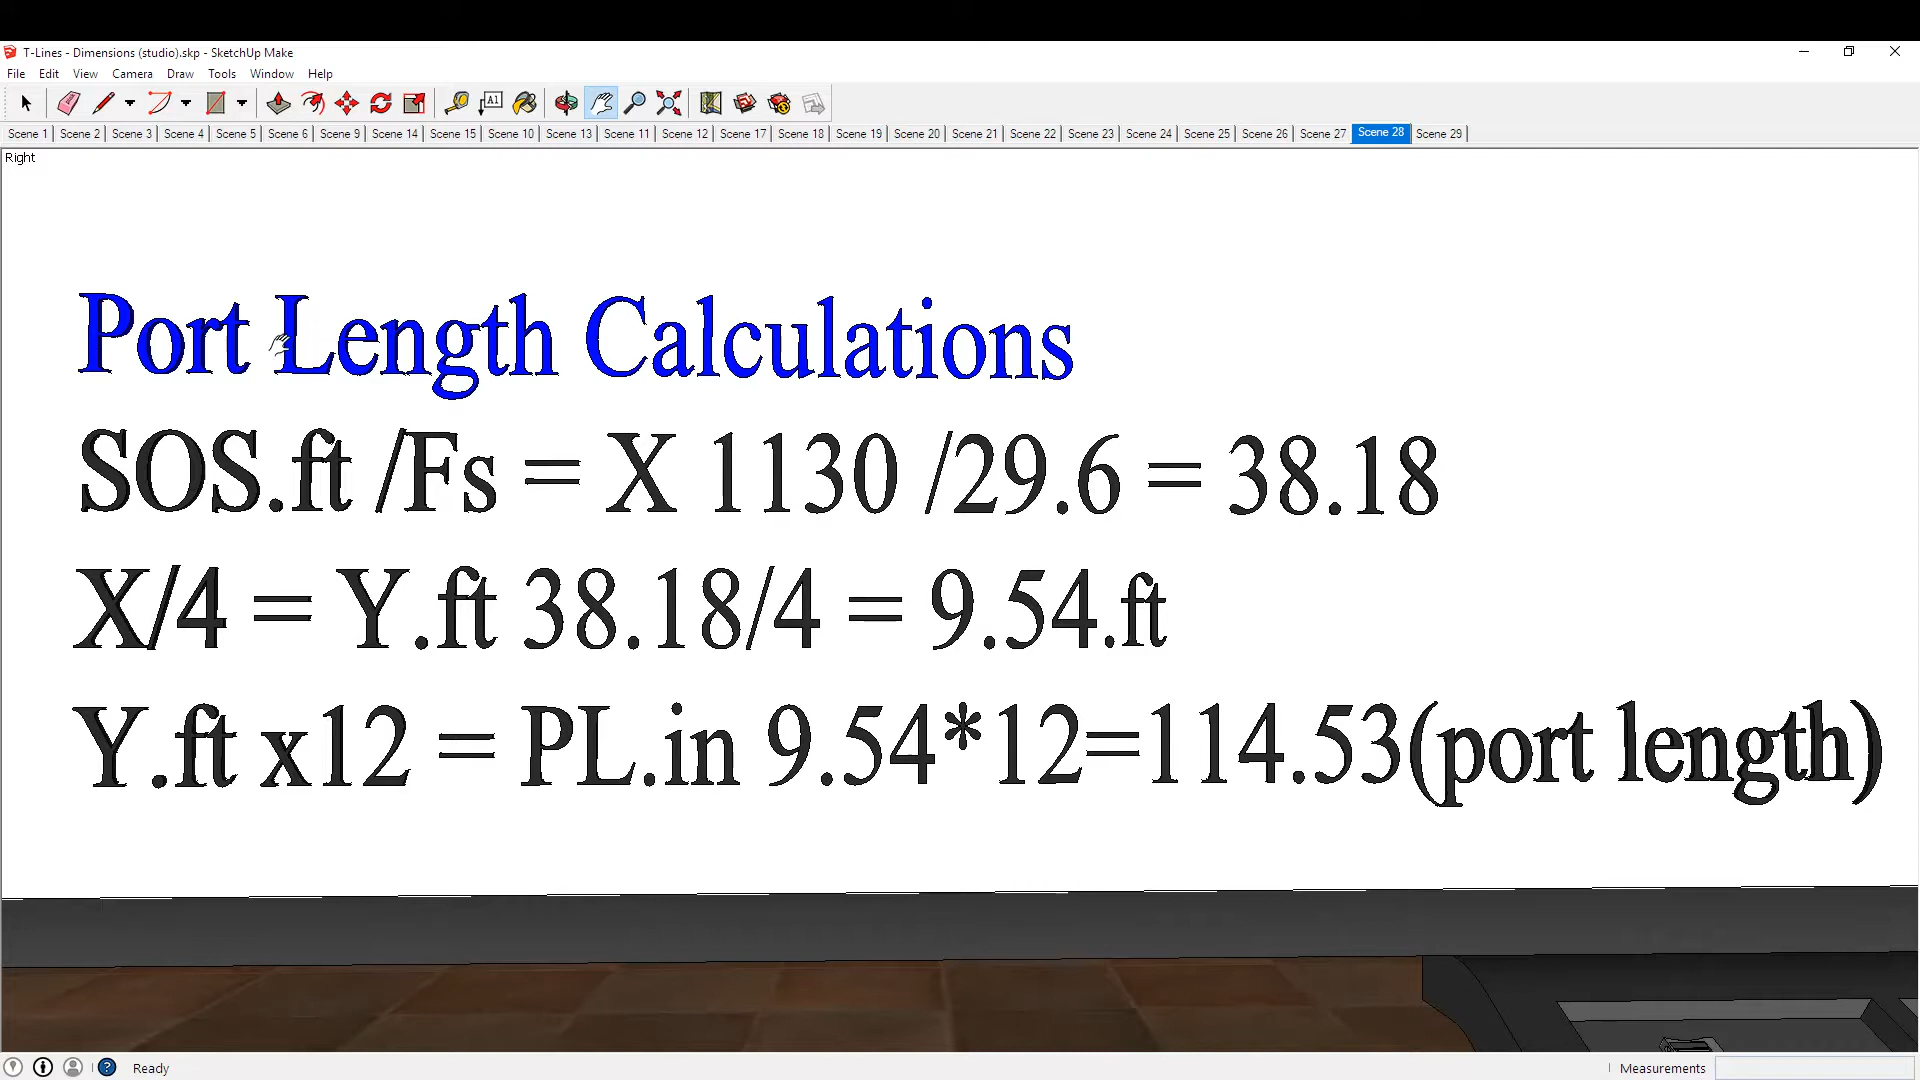 T-Lines - Dimensions (studio).skp - SketchUp Make
File Edit View Camera Draw Tools Window Help
A1
Scene 1 Scene 2 Scene 3 Scene 4 Scene 5 Scene 6 Scene 9 Scene 14 Scene 15 Scene 10 Scene 13 Scene 11 Scene 12 Scene 17 Scene 18 Scene 19 Scene 20 Scene 21 Scene 22 Scene 23 Scene 24 Scene 25 Scene 26 Scene 27 Scene 28 Scene 29
Right
Port Length Calculations
SOS.ft /Fs = X 1130 /29.6 = 38.18
X/4 = Y.ft 38.18/4 = 9.54.ft
Y.ft x12 = PL.in 9.54*12=114.53(port length)
Ready
Measurements